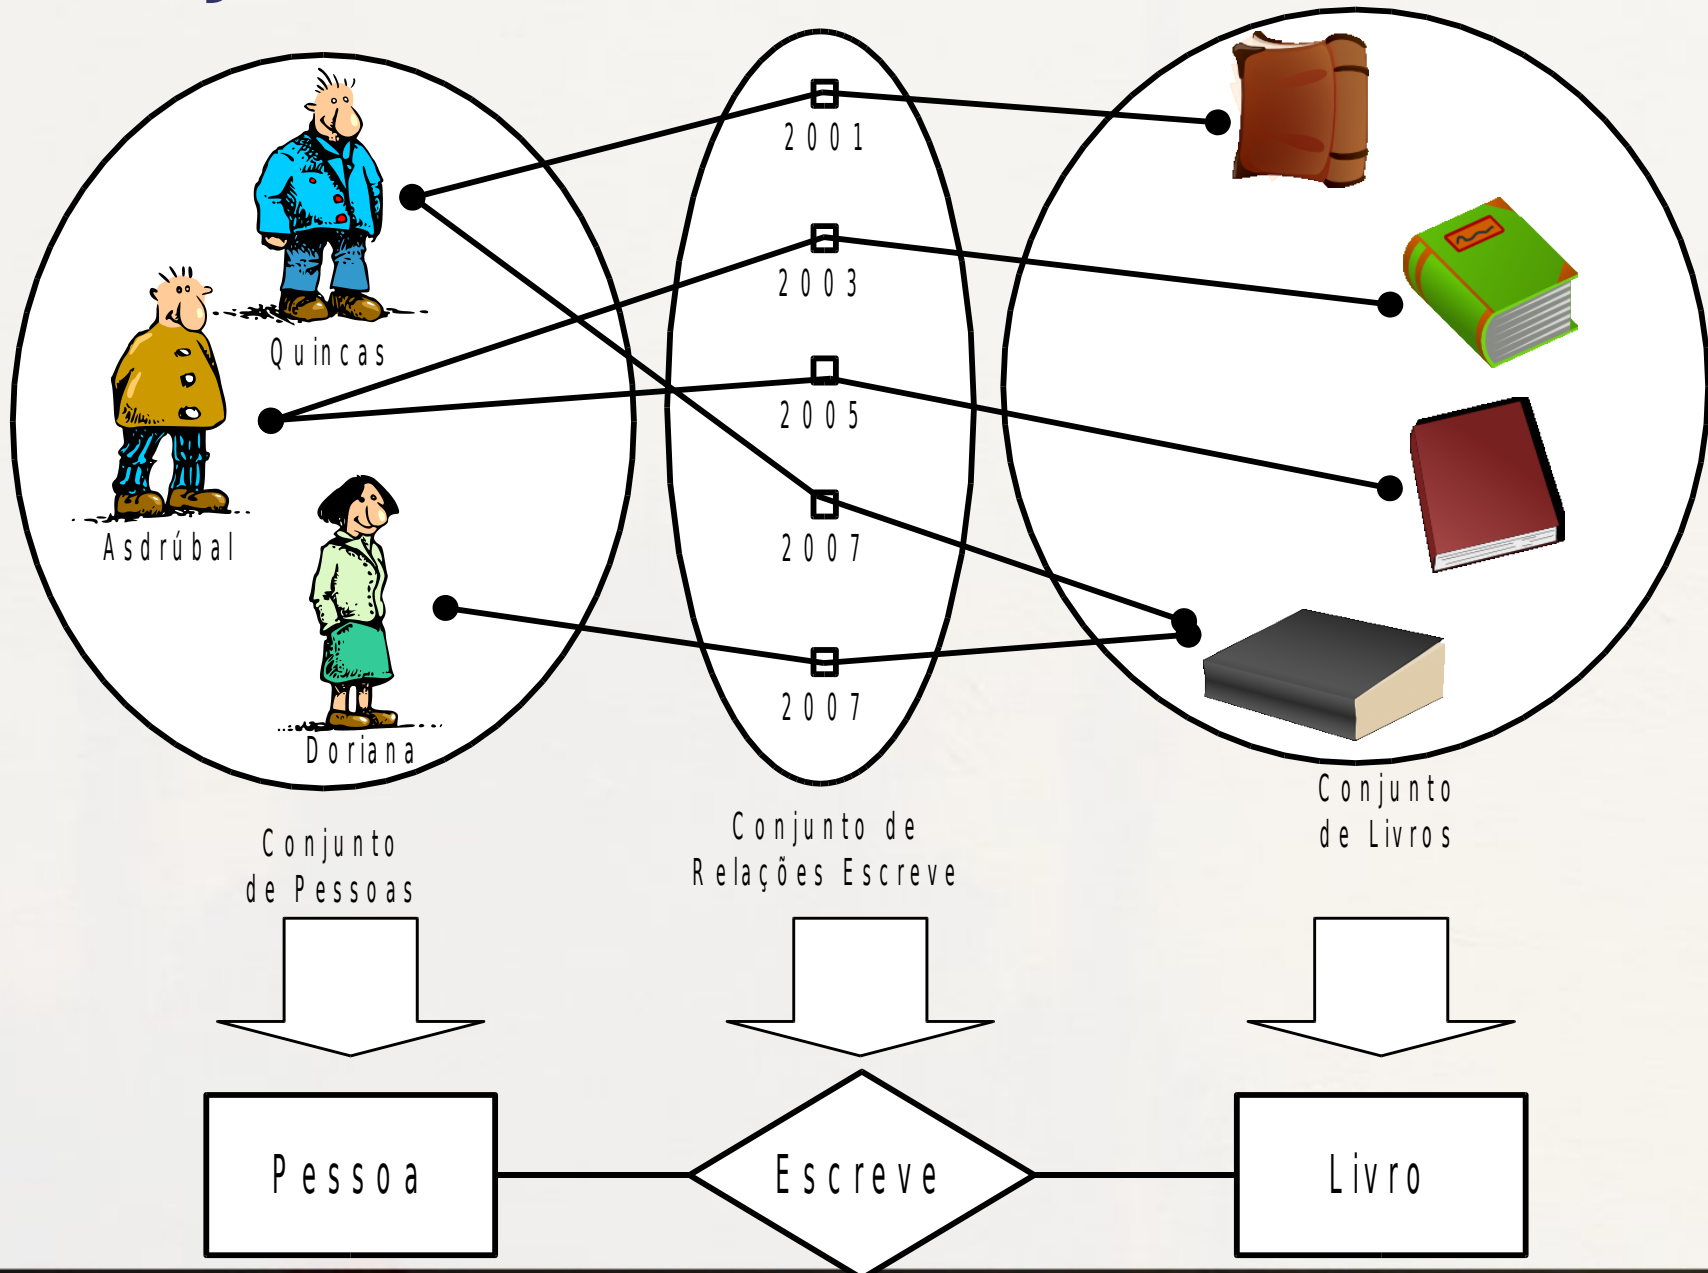 2001
2003
Quincas
2005
Asdrúbal
2007
2007
Doriana
Conjunto
de Pessoas
Conjunto de
Relações Escreve
Conjunto
de Livros
Pessoa
Escreve
Livro